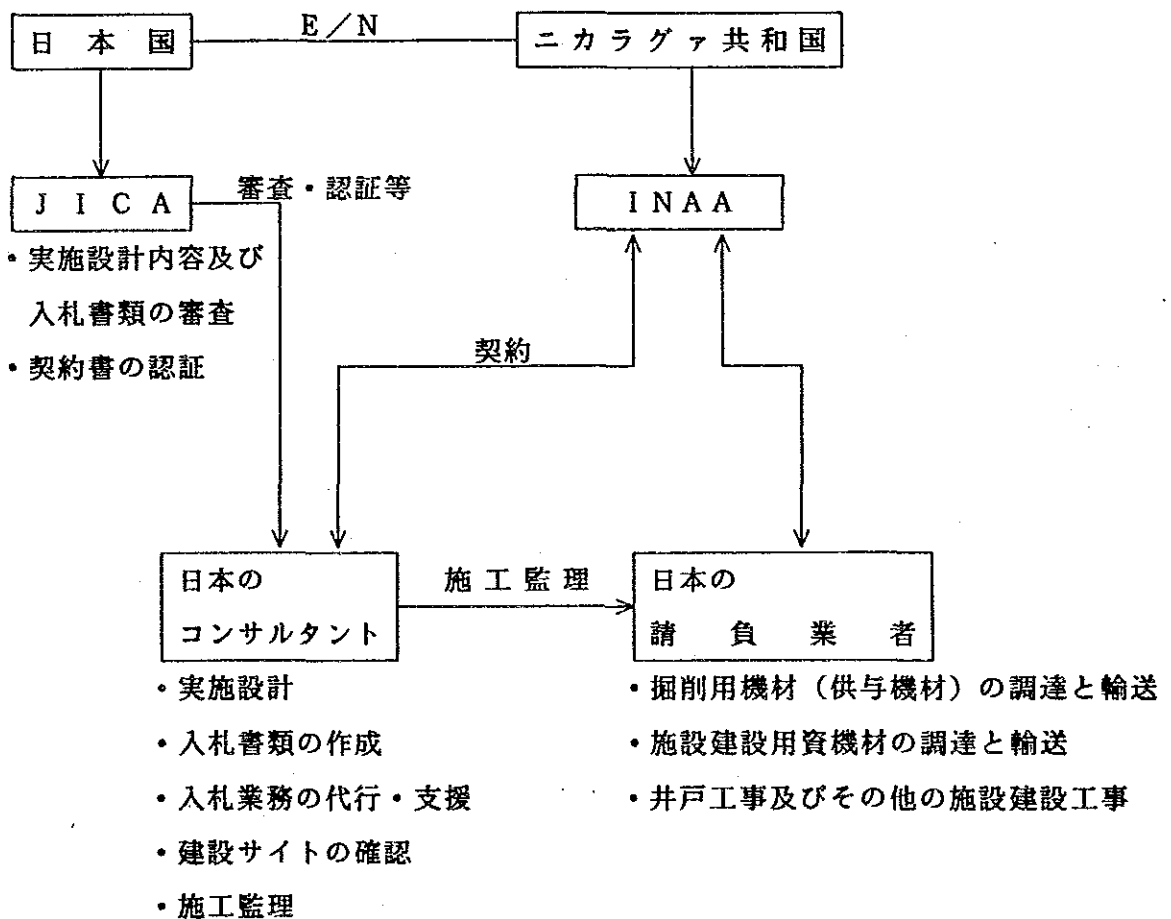 日本国
E/N
ニカラグァ共和国
JICA
審査・認証等
INAA
・実施設計内容及び
入札書類の審査
・契約書の認証
契約
日本の
コンサルタント
施工監理
日本の
請負業者
・実施設計
・入札書類の作成
・入札業務の代行・支援
・建設サイトの確認
・施工監理
・掘削用機材（供与機材）の調達と輸送
・施設建設用資機材の調達と輸送
・井戸工事及びその他の施設建設工事